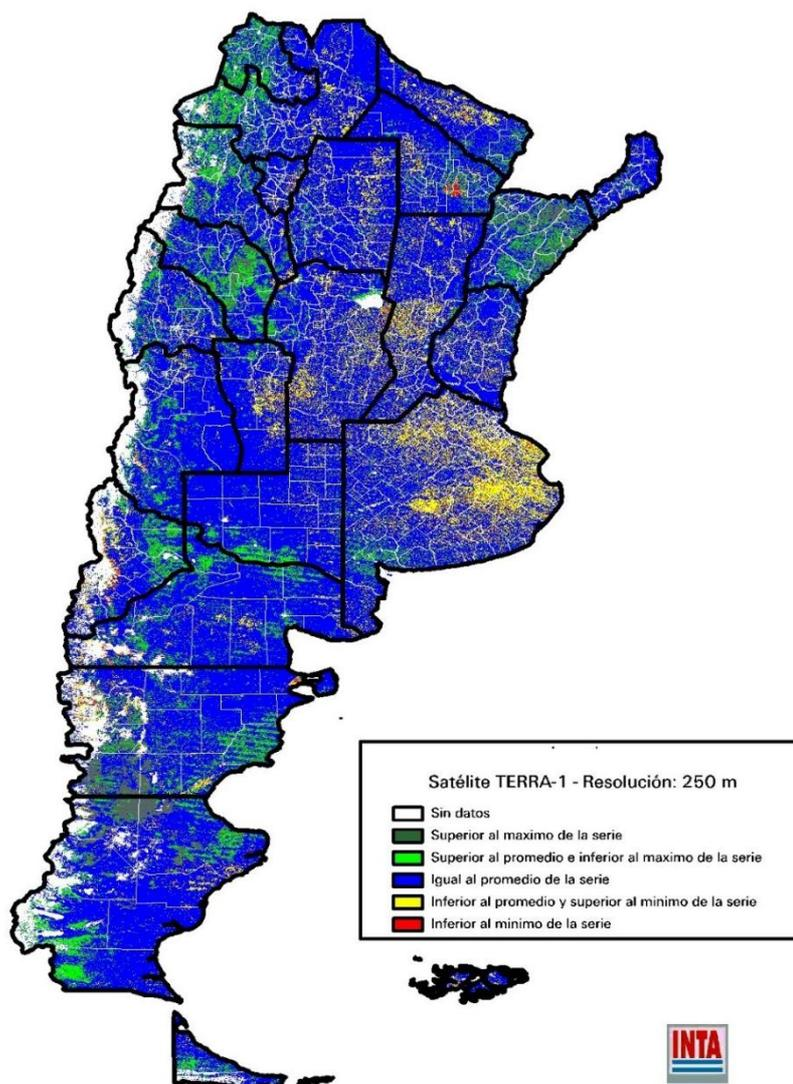 Satélite TERRA-1 - Resolución: 250 m
Sin datos
Superior al maximo de la serie
Superior al promedio e inferior al maximo de la serie
Igual al promedio de la serie
Inferior al promedio y superior al minimo de la serie
Inferior al minimo de la serie
INTA